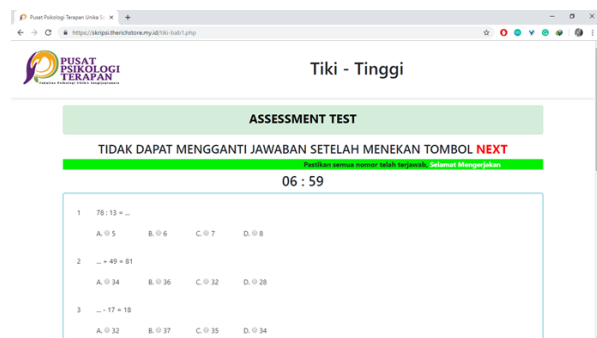 Pusat Psikologi Terapan Unika So
https://skripsi.therichstore.my.id/tiki-bab1.php
PUSAT
PSIKOLOGI
TERAPAN
Tiki - Tinggi
ASSESSMENT TEST
TIDAK DAPAT MENGGANTI JAWABAN SETELAH MENEKAN TOMBOL NEXT
Pastikan semua nomor telah terjawab, Selamat Mengerjakan
06 : 59
1 78 : 13 = ...
A. 5 B. 6 C. 7 D. 8
2 ... + 49 = 81
A. 34 B. 36 C. 32 D. 28
3 ... - 17 = 18
A. 32 B. 37 C. 35 D. 34